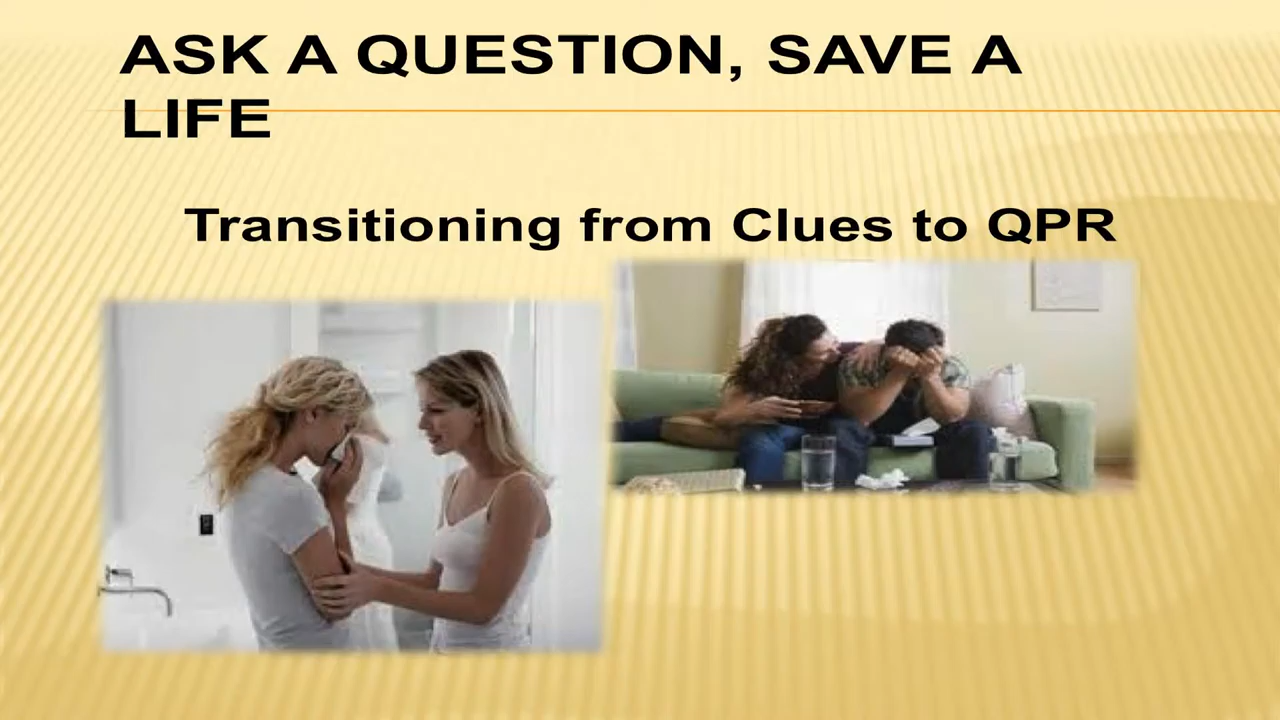 ASK A QUESTION, SAVE A
LIFE
Transitioning from Clues to QPR